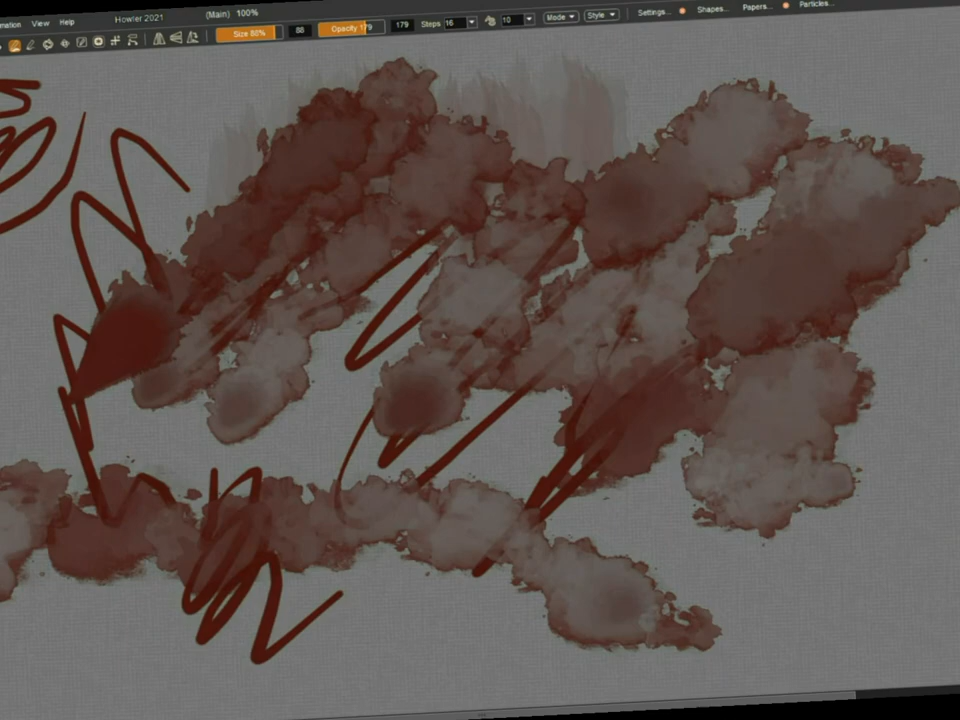 mation View Help Howler 2021 (Main) 100%
Size 88% 88 Opacity 179 179 Steps 16 10 Mode Style Settings... Shapes... Papers... Particles...